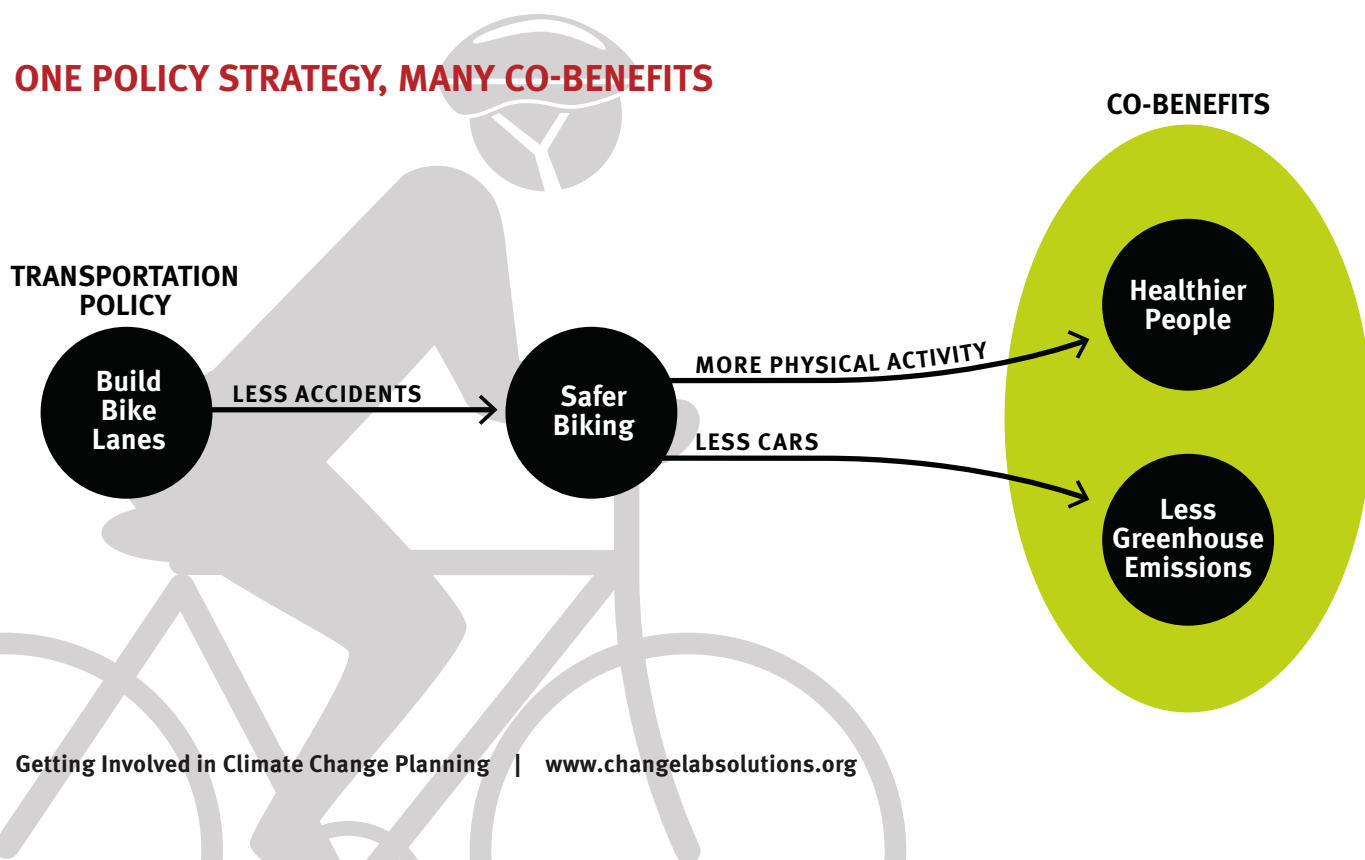 ONE POLICY STRATEGY, MANY CO-BENEFITS
CO-BENEFITS
TRANSPORTATION
POLICY
Build
Bike
Lanes
LESS ACCIDENTS
Safer
Biking
MORE PHYSICAL ACTIVITY
LESS CARS
Healthier
People
Less
Greenhouse
Emissions
Getting Involved in Climate Change Planning | www.changelabsolutions.org